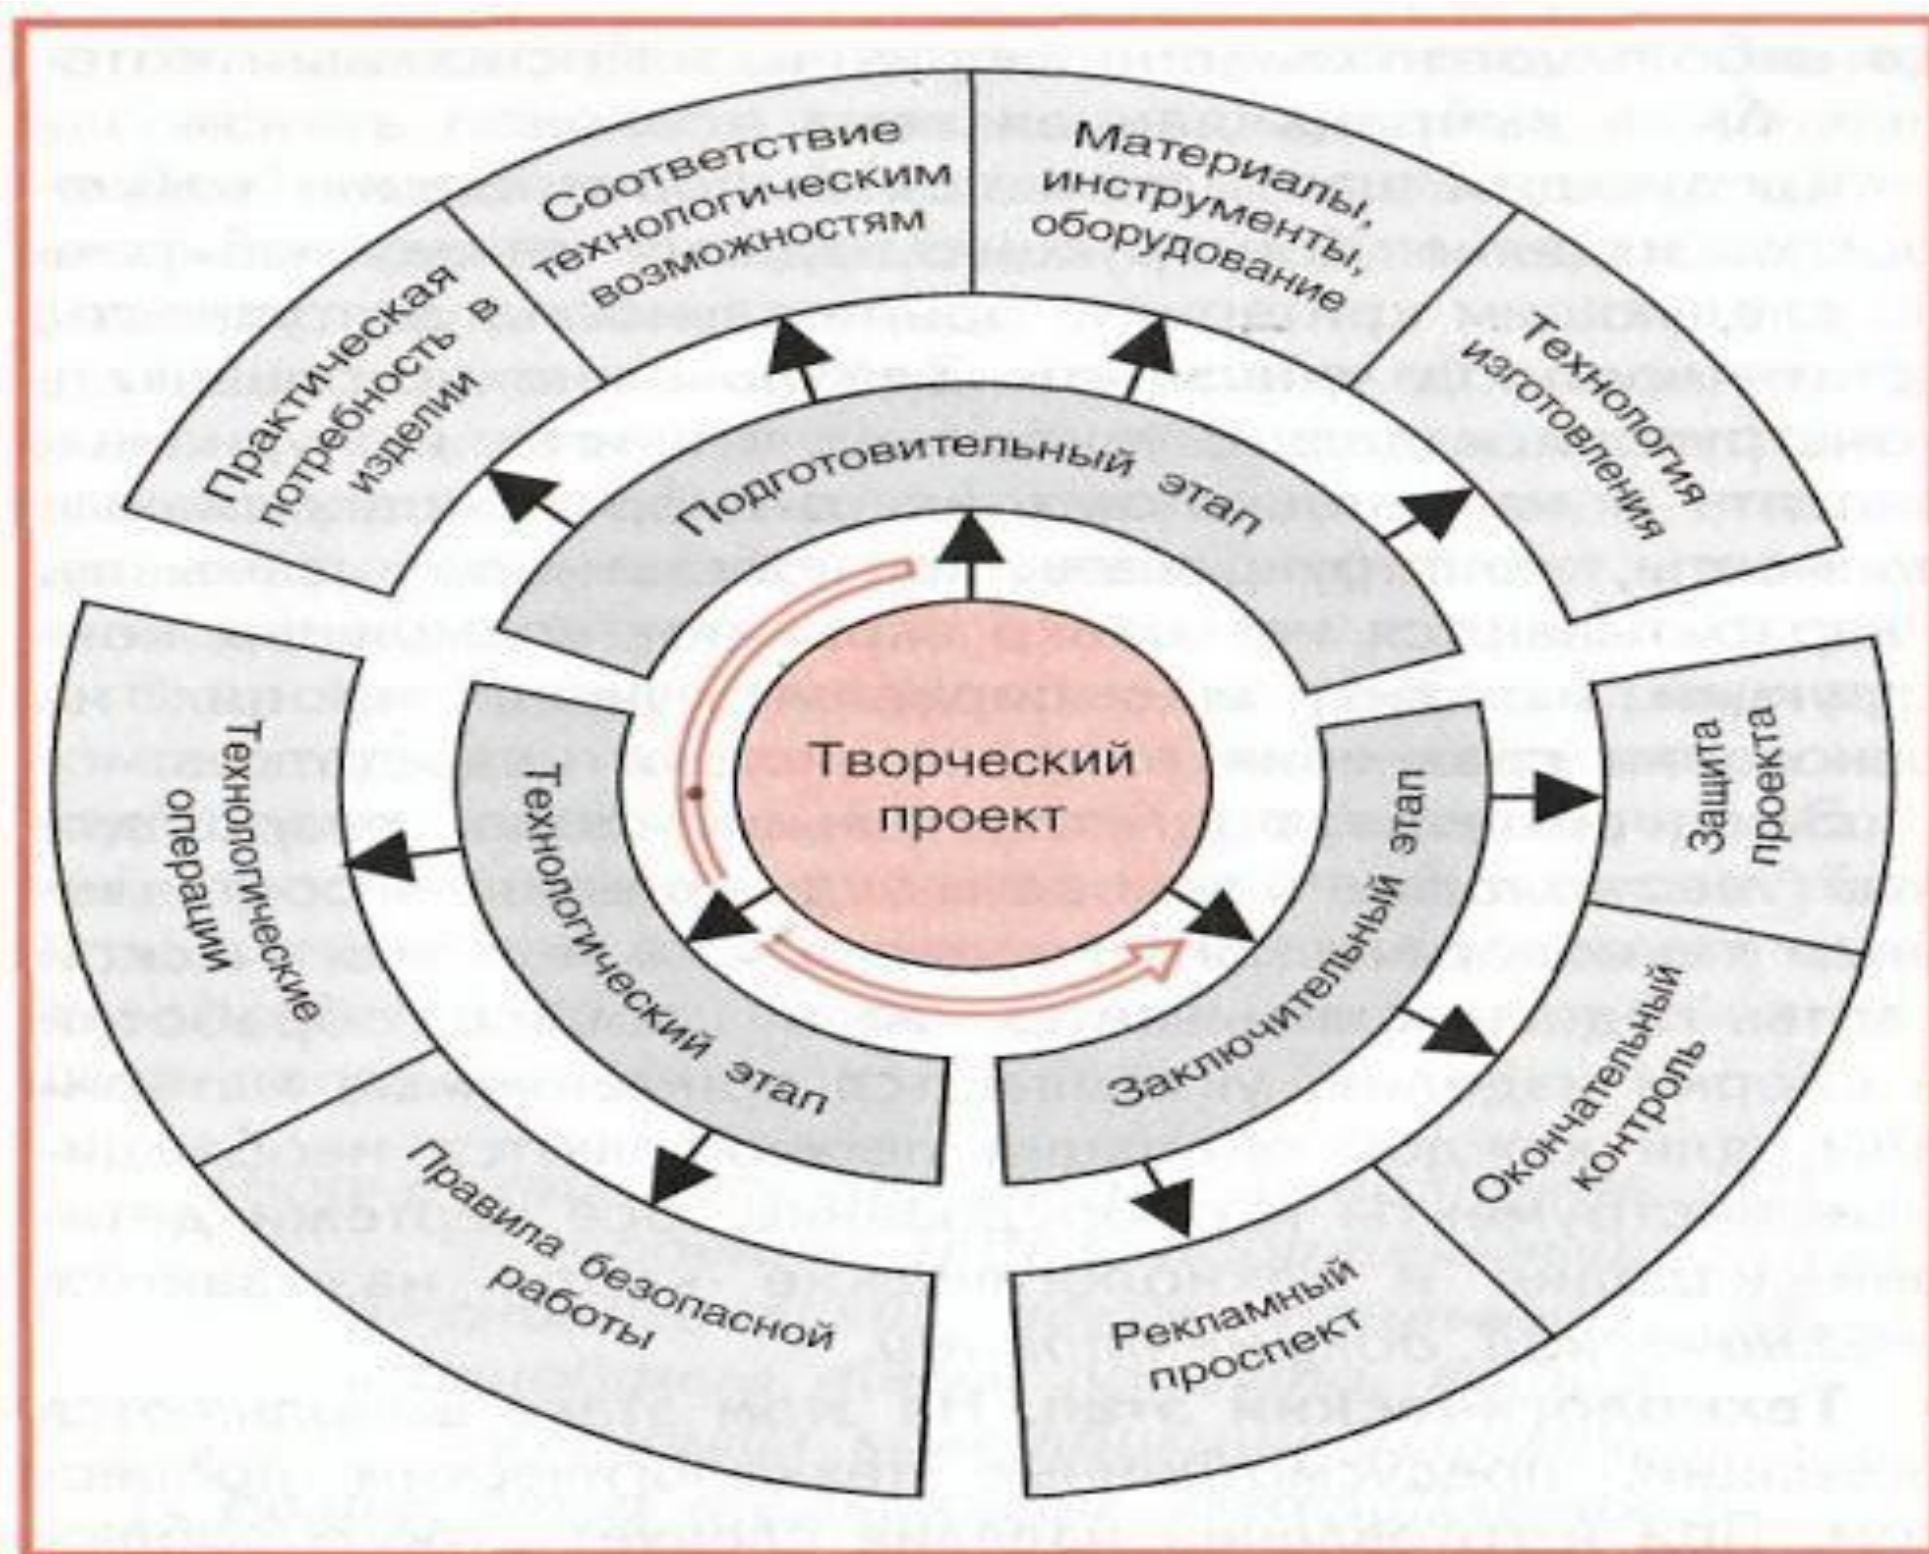 Соответствие
технологическим
возможностям
Материалы,
инструменты,
оборудование
Практическая
потребность в
изделии
Технология
изготовления
Подготовительный этап
Творческий
проект
Технологический этап
Заключительный этап
Технологические
операции
Правила безопасной
работы
Защита
проекта
Окончательный
контроль
Рекламный
проспект